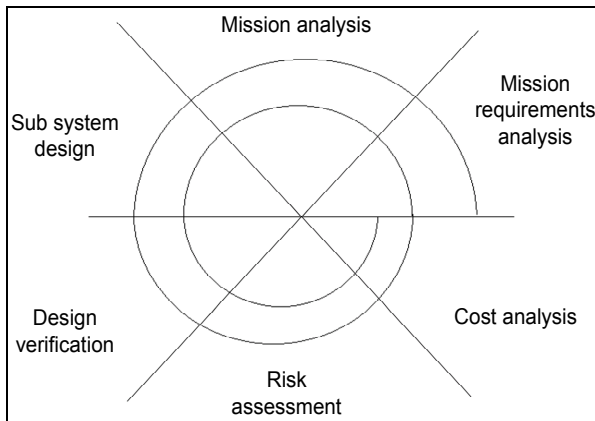 Mission analysis
Mission
requirements
analysis
Sub system
design
Design
verification
Cost analysis
Risk
assessment